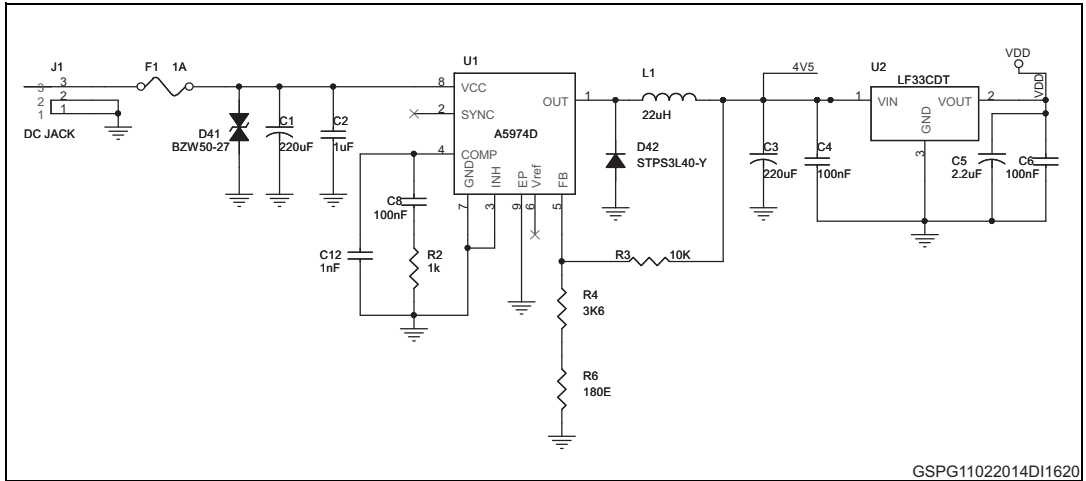 J1
3
3
2
2
1
1
DC JACK
F1 1A
D41
BZW50-27
C1
220uF
C2
1uF
U1
8
VCC
2
SYNC
4
COMP
A5974D
OUT
1
GND
INH
EP
Vref
FB
7
3
9
6
5
C8
100nF
C12
1nF
R2
1k
L1
22uH
D42
STPS3L40-Y
R3
10K
R4
3K6
R6
180E
4V5
C3
220uF
C4
100nF
U2
LF33CDT
1
VIN
VOUT
2
GND
3
VDD
VDD
C5
2.2uF
C6
100nF
GSPG11022014DI1620